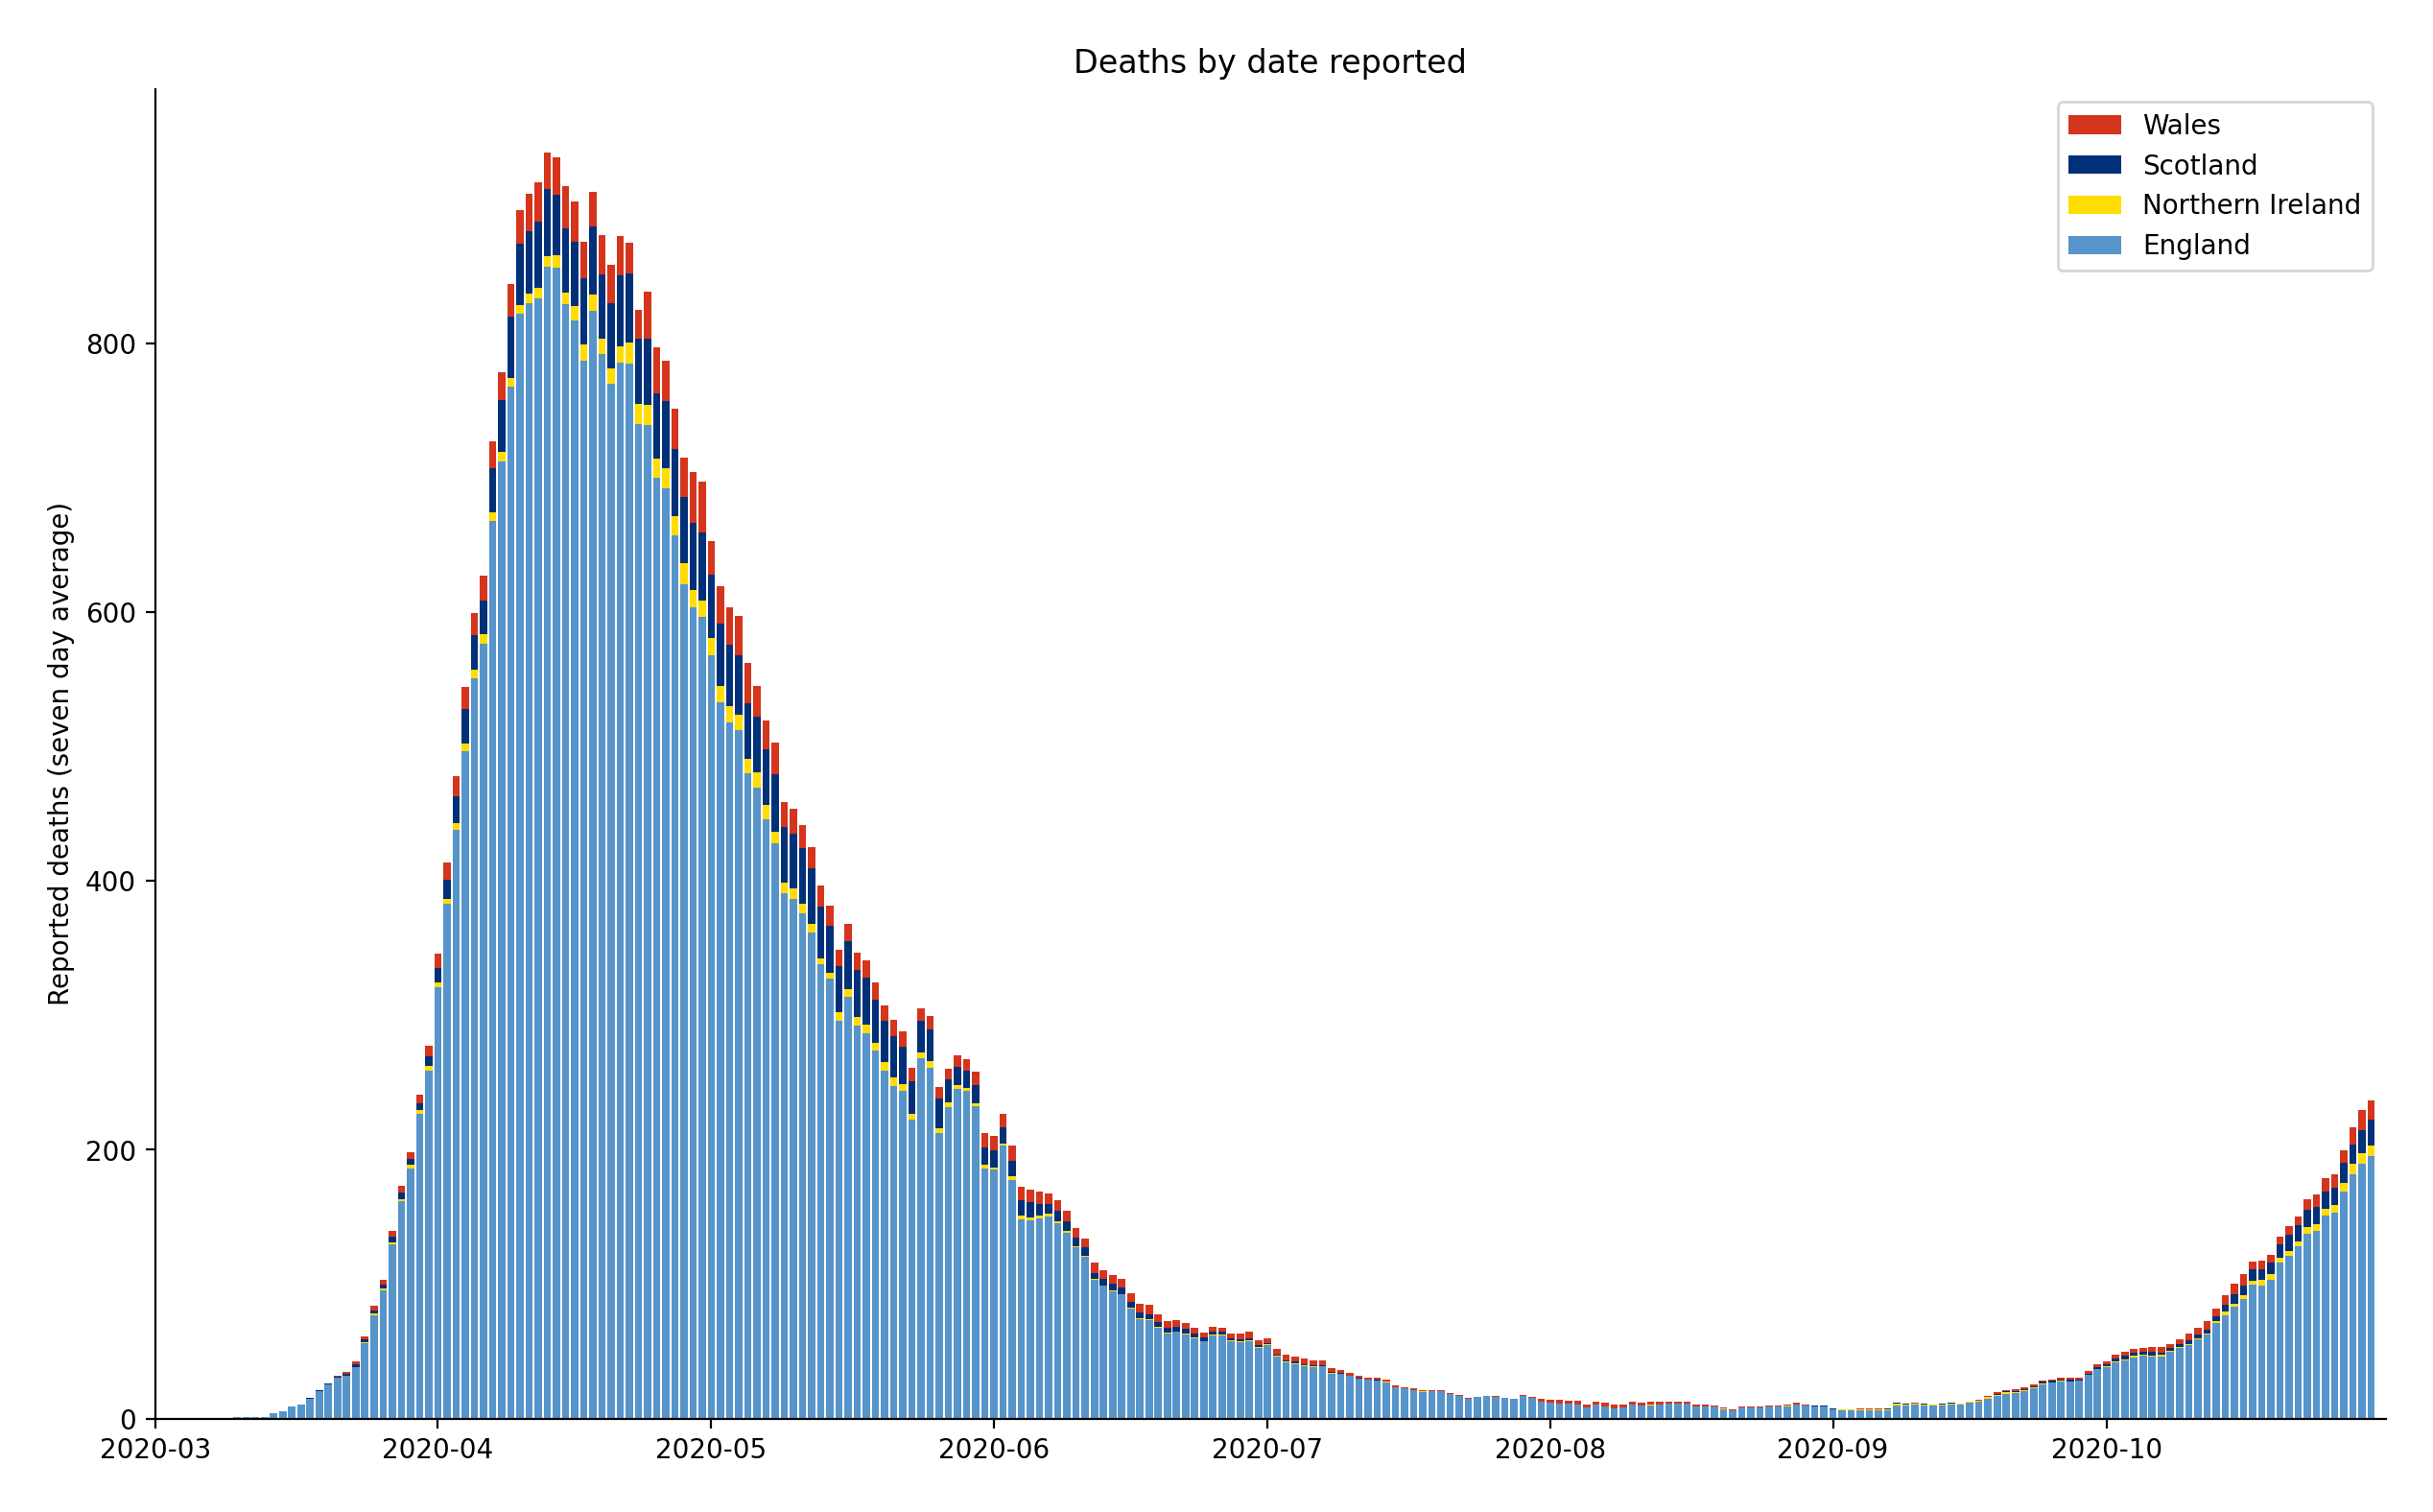 Deaths by date reported
Wales
Scotland
Northern Ireland
England
Reported deaths (seven day average)
800
600
400
200
0
2020-03
2020-04
2020-05
2020-06
2020-07
2020-08
2020-09
2020-10